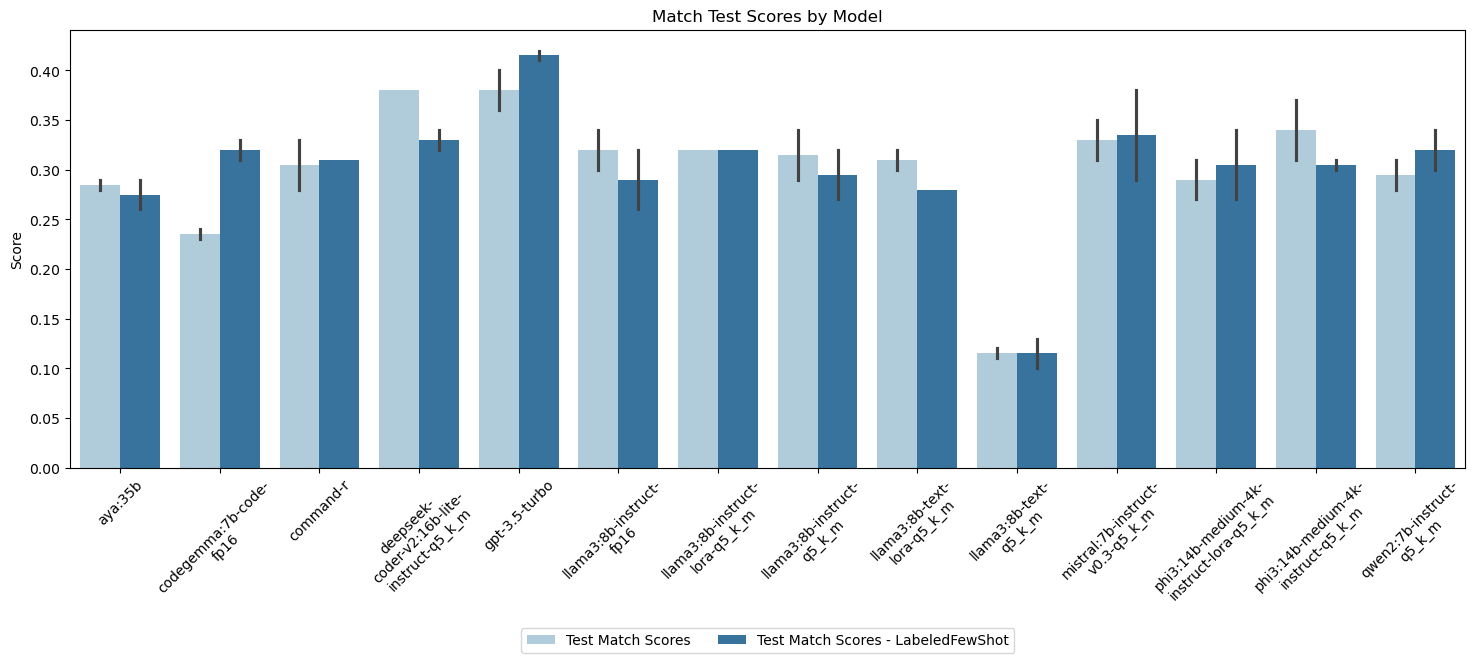 Match Test Scores by Model
Score
0.40
0.35
0.30
0.25
0.20
0.15
0.10
0.05
0.00
aya:35b
codegemma:7b-code-
fp16
command-r
deepseek-
coder-v2:16b-lite-
instruct-q5_k_m
gpt-3.5-turbo
llama3:8b-instruct-
fp16
llama3:8b-instruct-
lora-q5_k_m
llama3:8b-instruct-
q5_k_m
llama3:8b-text-
lora-q5_k_m
llama3:8b-text-
q5_k_m
mistral:7b-instruct-
v0.3-q5_k_m
phi3:14b-medium-4k-
instruct-lora-q5_k_m
phi3:14b-medium-4k-
instruct-q5_k_m
qwen2:7b-instruct-
q5_k_m
Test Match Scores
Test Match Scores - LabeledFewShot